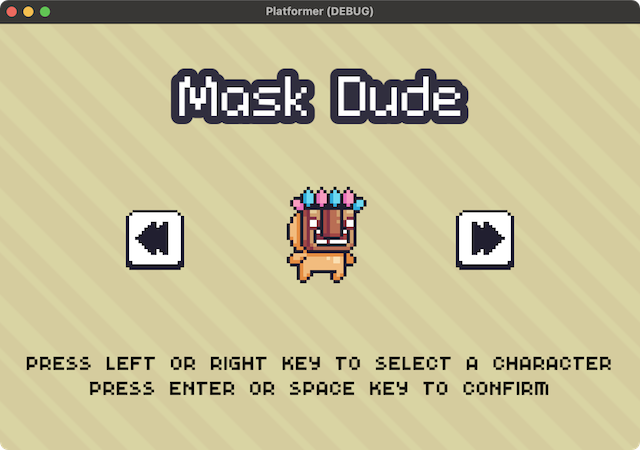 Platformer (DEBUG)
Mask Dude
PRESS LEFT OR RIGHT KEY TO SELECT A CHARACTER
PRESS ENTER OR SPACE KEY TO CONFIRM